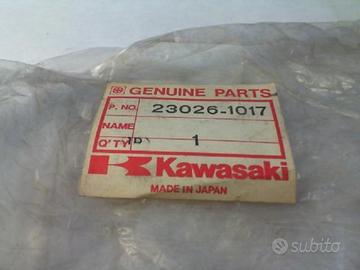 GENUINE PARTS
P. NO. 23026-1017
NAME
Q'TY 1
Kawasaki
MADE IN JAPAN
subito